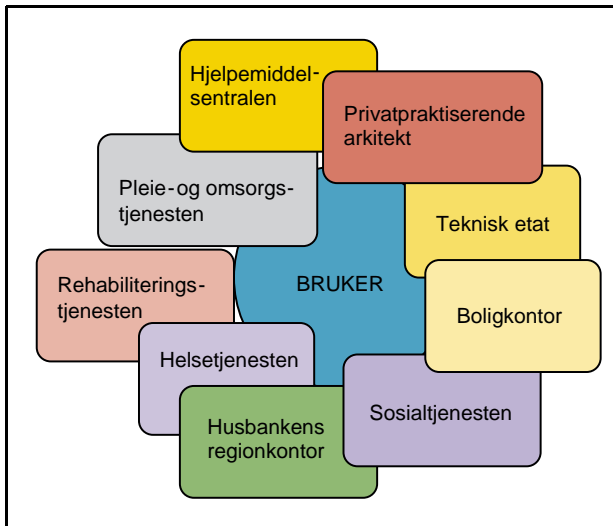 Hjelpemiddel-
sentralen
Privatpraktiserende
arkitekt
Pleie-og omsorgs-
tjenesten
Teknisk etat
Rehabiliterings-
tjenesten
BRUKER
Boligkontor
Helsetjenesten
Sosialtjenesten
Husbankens
regionkontor